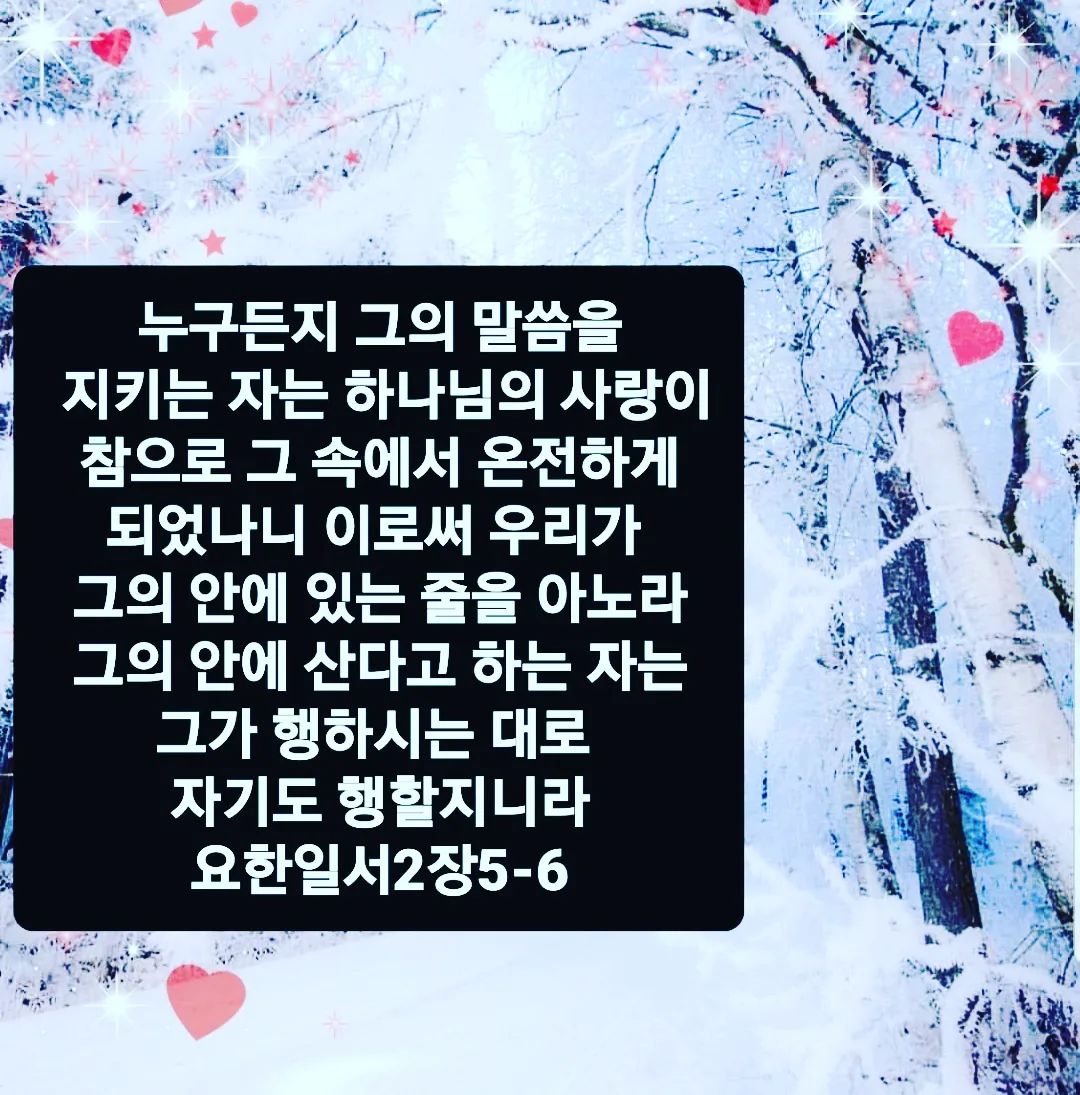 누구든지 그의 말씀을
지키는 자는 하나님의 사랑이
참으로 그 속에서 온전하게
되었나니 이로써 우리가
그의 안에 있는 줄을 아노라
그의 안에 산다고 하는 자는
그가 행하시는 대로
자기도 행할지니라
요한일서2장5-6